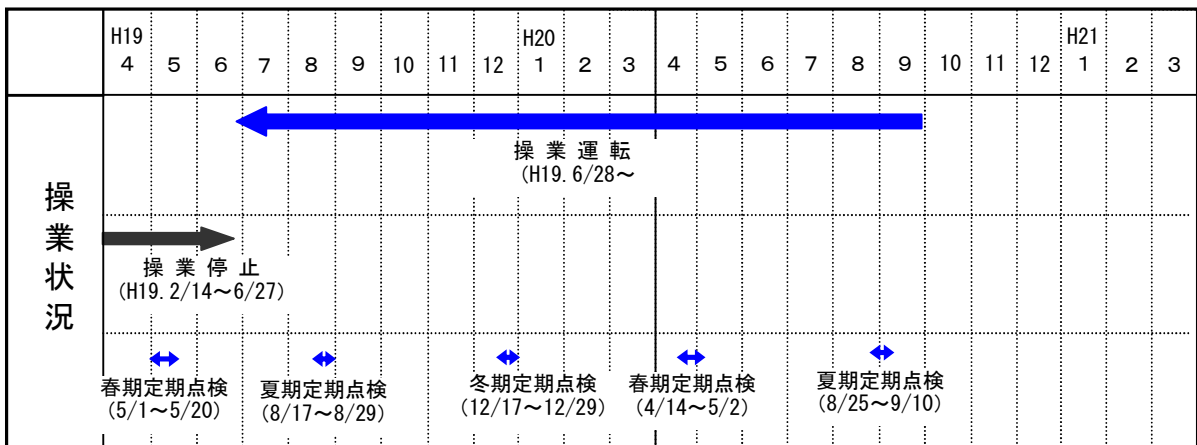 H19 H20 H21
4 5 6 7 8 9 10 11 12 1 2 3 4 5 6 7 8 9 10 11 12 1 2 3
操業状況
操 業 運 転
(H19.6/28～
操 業 停 止
(H19.2/14～6/27)
春期定期点検
(5/1～5/20)
夏期定期点検
(8/17～8/29)
冬期定期点検
(12/17～12/29)
春期定期点検
(4/14～5/2)
夏期定期点検
(8/25～9/10)